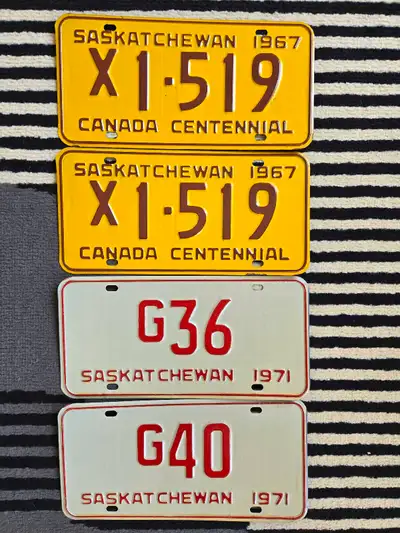 SASKATCHEWAN 1967
X1·519
CANADA CENTENNIAL
SASKATCHEWAN 1967
X1·519
CANADA CENTENNIAL
G36
SASKATCHEWAN 1971
G40
SASKATCHEWAN 1971